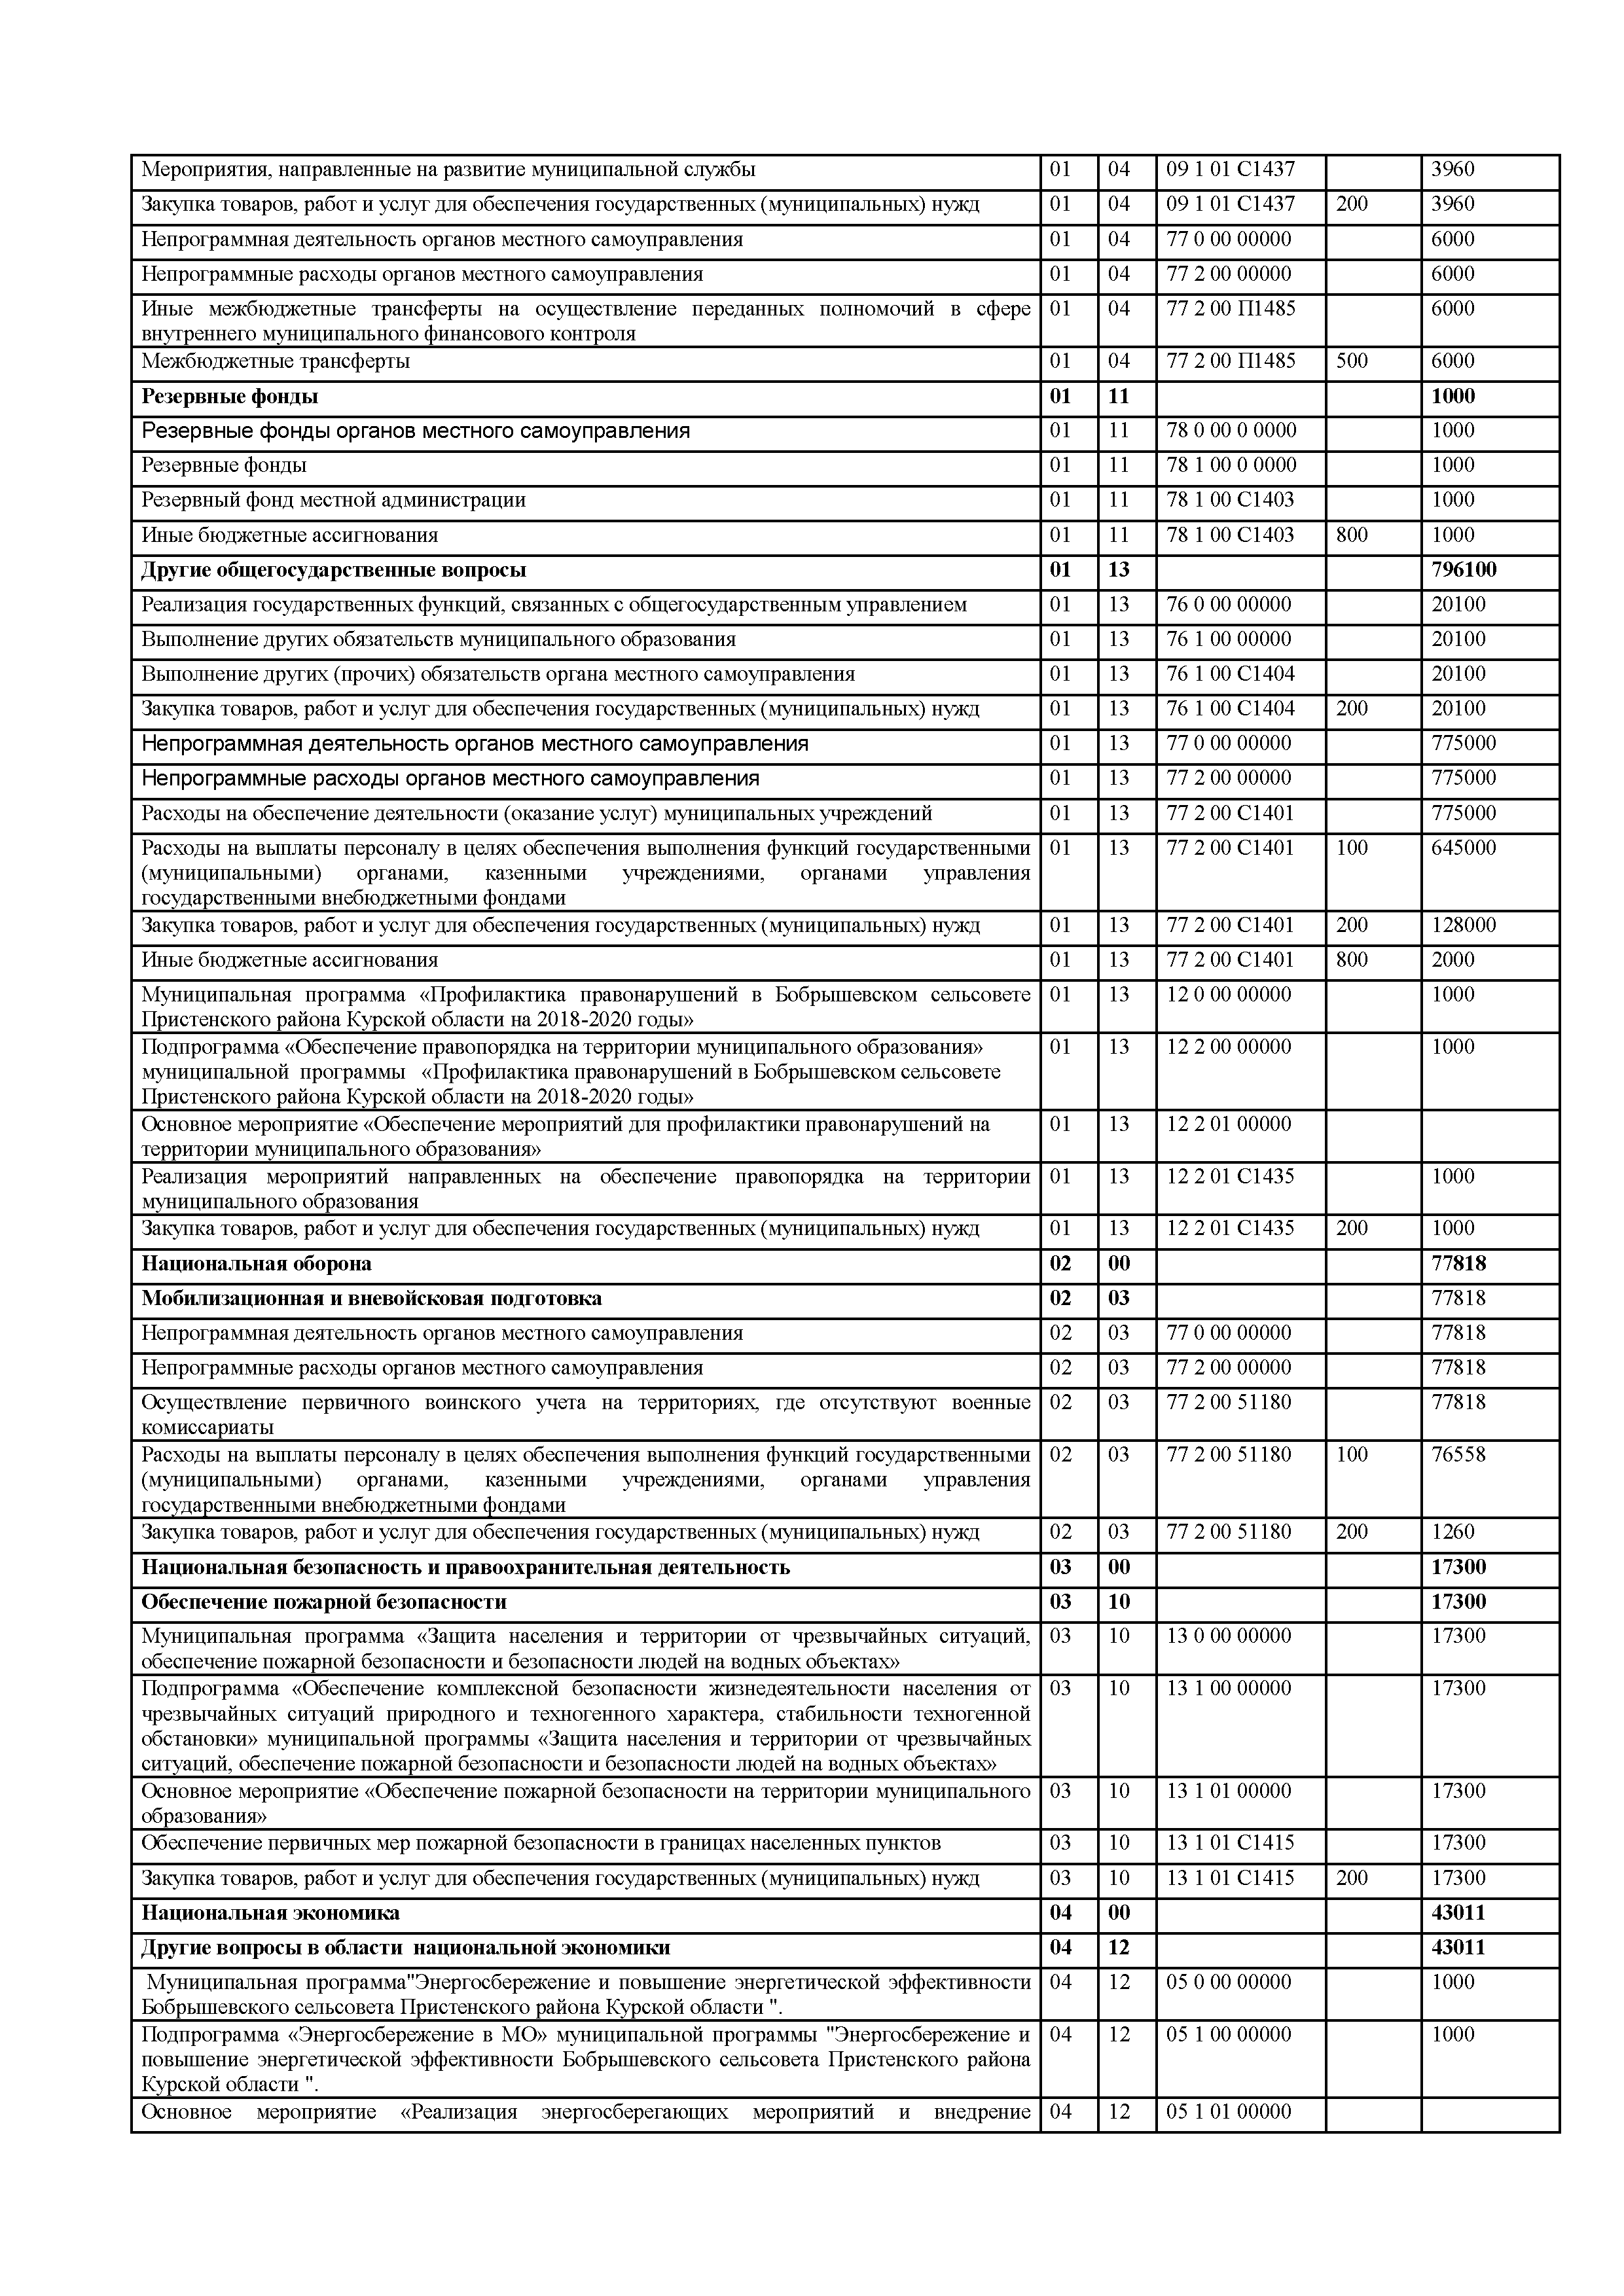 Мероприятия, направленные на развитие муниципальной службы 01 04 09 1 01 С1437 3960
Закупка товаров, работ и услуг для обеспечения государственных (муниципальных) нужд 01 04 09 1 01 С1437 200 3960
Непрограммная деятельность органов местного самоуправления 01 04 77 0 00 00000 6000
Непрограммные расходы органов местного самоуправления 01 04 77 2 00 00000 6000
Иные межбюджетные трансферты на осуществление переданных полномочий в сфере 01 04 77 2 00 П1485 6000
внутреннего муниципального финансового контроля
Межбюджетные трансферты 01 04 77 2 00 П1485 500 6000
Резервные фонды 01 11 1000
Резервные фонды органов местного самоуправления 01 11 78 0 00 0 0000 1000
Резервные фонды 01 11 78 1 00 0 0000 1000
Резервный фонд местной администрации 01 11 78 1 00 С1403 1000
Иные бюджетные ассигнования 01 11 78 1 00 С1403 800 1000
Другие общегосударственные вопросы 01 13 796100
Реализация государственных функций, связанных с общегосударственным управлением 01 13 76 0 00 00000 20100
Выполнение других обязательств муниципального образования 01 13 76 1 00 00000 20100
Выполнение других (прочих) обязательств органа местного самоуправления 01 13 76 1 00 С1404 20100
Закупка товаров, работ и услуг для обеспечения государственных (муниципальных) нужд 01 13 76 1 00 С1404 200 20100
Непрограммная деятельность органов местного самоуправления 01 13 77 0 00 00000 775000
Непрограммные расходы органов местного самоуправления 01 13 77 2 00 00000 775000
Расходы на обеспечение деятельности (оказание услуг) муниципальных учреждений 01 13 77 2 00 С1401 775000
Расходы на выплаты персоналу в целях обеспечения выполнения функций государственными 01 13 77 2 00 С1401 100 645000
(муниципальными) органами, казенными учреждениями, органами управления
государственными внебюджетными фондами
Закупка товаров, работ и услуг для обеспечения государственных (муниципальных) нужд 01 13 77 2 00 С1401 200 128000
Иные бюджетные ассигнования 01 13 77 2 00 С1401 800 2000
Муниципальная программа «Профилактика правонарушений в Бобрышевском сельсовете 01 13 12 0 00 00000 1000
Пристенского района Курской области на 2018-2020 годы»
Подпрограмма «Обеспечение правопорядка на территории муниципального образования» 01 13 12 2 00 00000 1000
муниципальной программы «Профилактика правонарушений в Бобрышевском сельсовете
Пристенского района Курской области на 2018-2020 годы»
Основное мероприятие «Обеспечение мероприятий для профилактики правонарушений на 01 13 12 2 01 00000
территории муниципального образования»
Реализация мероприятий направленных на обеспечение правопорядка на территории 01 13 12 2 01 С1435 1000
муниципального образования
Закупка товаров, работ и услуг для обеспечения государственных (муниципальных) нужд 01 13 12 2 01 С1435 200 1000
Национальная оборона 02 00 77818
Мобилизационная и вневойсковая подготовка 02 03 77818
Непрограммная деятельность органов местного самоуправления 02 03 77 0 00 00000 77818
Непрограммные расходы органов местного самоуправления 02 03 77 2 00 00000 77818
Осуществление первичного воинского учета на территориях, где отсутствуют военные 02 03 77 2 00 51180 77818
комиссариаты
Расходы на выплаты персоналу в целях обеспечения выполнения функций государственными 02 03 77 2 00 51180 100 76558
(муниципальными) органами, казенными учреждениями, органами управления
государственными внебюджетными фондами
Закупка товаров, работ и услуг для обеспечения государственных (муниципальных) нужд 02 03 77 2 00 51180 200 1260
Национальная безопасность и правоохранительная деятельность 03 00 17300
Обеспечение пожарной безопасности 03 10 17300
Муниципальная программа «Защита населения и территории от чрезвычайных ситуаций, 03 10 13 0 00 00000 17300
обеспечение пожарной безопасности и безопасности людей на водных объектах»
Подпрограмма «Обеспечение комплексной безопасности жизнедеятельности населения от 03 10 13 1 00 00000 17300
чрезвычайных ситуаций природного и техногенного характера, стабильности техногенной
обстановки» муниципальной программы «Защита населения и территории от чрезвычайных
ситуаций, обеспечение пожарной безопасности и безопасности людей на водных объектах»
Основное мероприятие «Обеспечение пожарной безопасности на территории муниципального 03 10 13 1 01 00000 17300
образования»
Обеспечение первичных мер пожарной безопасности в границах населенных пунктов 03 10 13 1 01 С1415 17300
Закупка товаров, работ и услуг для обеспечения государственных (муниципальных) нужд 03 10 13 1 01 С1415 200 17300
Национальная экономика 04 00 43011
Другие вопросы в области национальной экономики 04 12 43011
Муниципальная программа"Энергосбережение и повышение энергетической эффективности 04 12 05 0 00 00000 1000
Бобрышевского сельсовета Пристенского района Курской области ".
Подпрограмма «Энергосбережение в МО» муниципальной программы "Энергосбережение и 04 12 05 1 00 00000 1000
повышение энергетической эффективности Бобрышевского сельсовета Пристенского района
Курской области ".
Основное мероприятие «Реализация энергосберегающих мероприятий и внедрение 04 12 05 1 01 00000